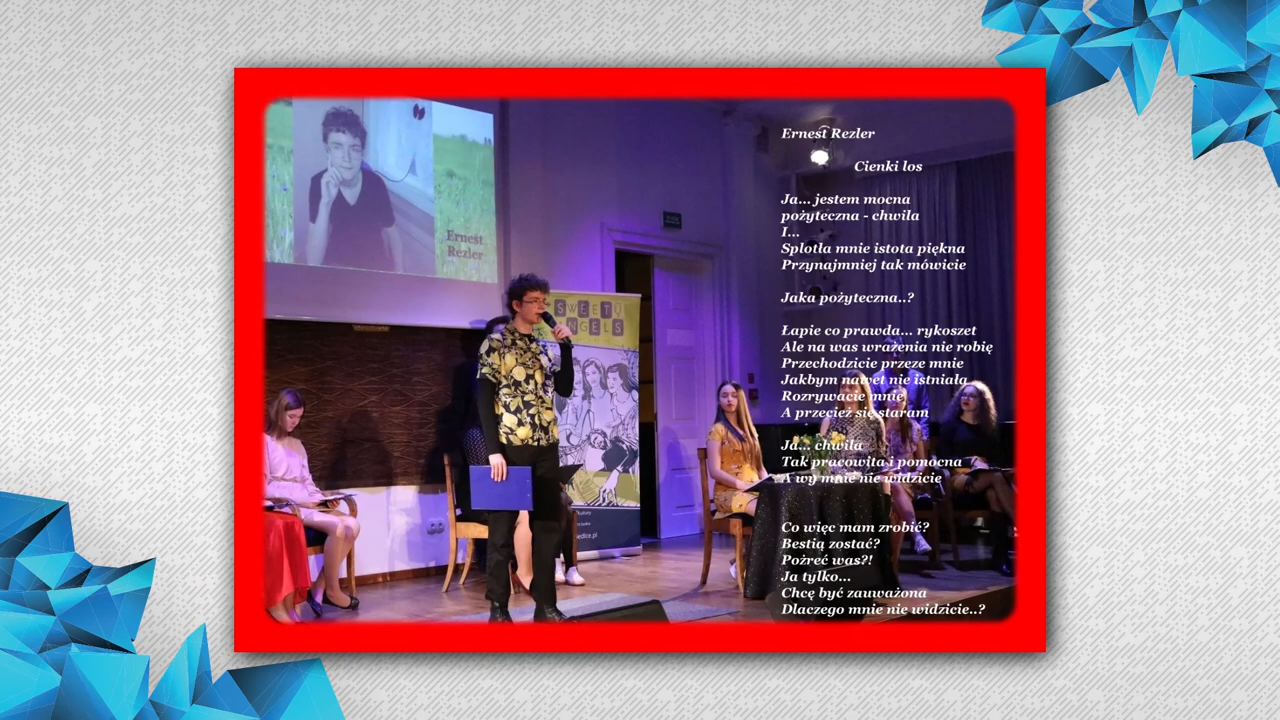 Ernest
Rezler
SWEETY
ANGELS
Ernest Rezler
Cienki los
Ja... jestem mocna
pożyteczna - chwila
I...
Splotła mnie istota piękna
Przynajmniej tak mówicie
Jaka pożyteczna..?
Łapie co prawda... rykoszet
Ale na was wrażenia nie robię
Przechodzicie przeze mnie
Jakbym nawet nie istniała
Rozrywacie mnie
A przecież się staram
Ja... chwila
Tak pracowita i pomocna
A wy mnie nie widzicie
Co więc mam zrobić?
Bestią zostać?
Pożreć was?!
Ja tylko...
Chcę być zauważona
Dlaczego mnie nie widzicie..?